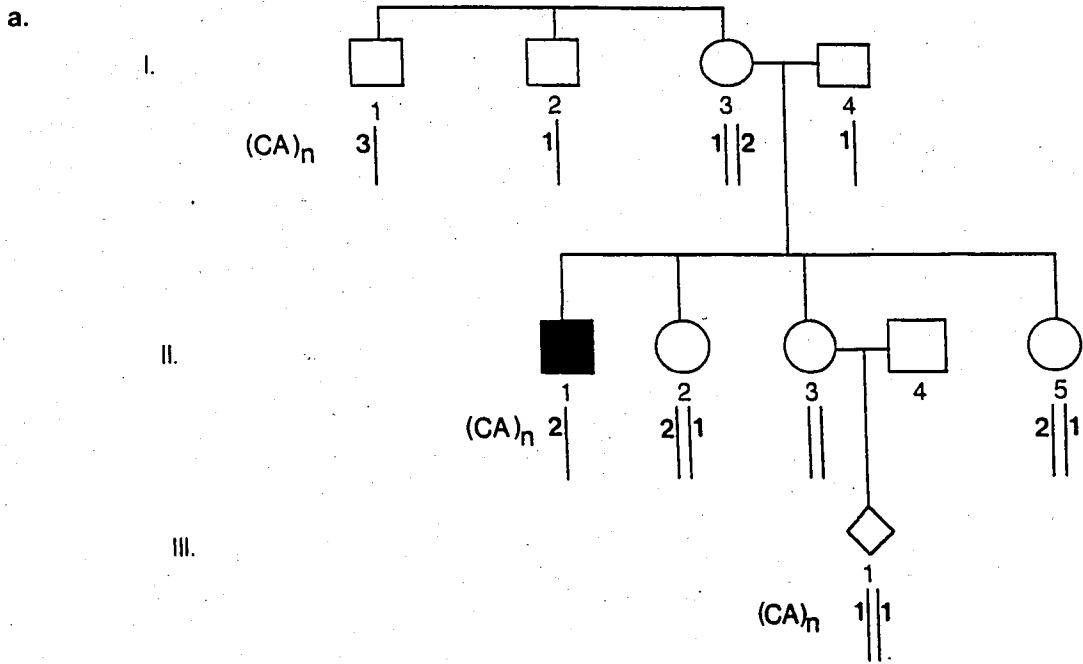 a.
I.
1 2 3 4
(CA)n 3 1 1 2 1
II.
1 2 3 4 5
(CA)n 2 2 1 2 1
III.
1
(CA)n 1 1